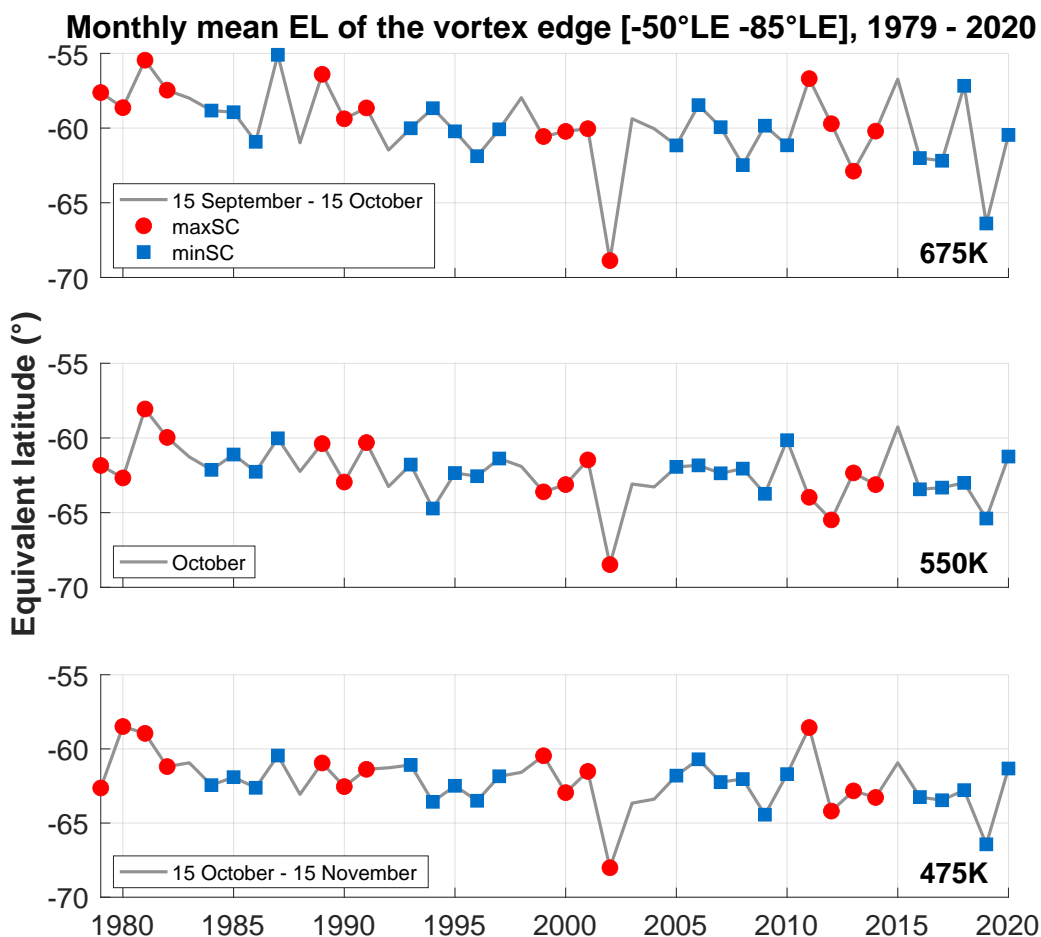 Monthly mean EL of the vortex edge [-50°LE -85°LE], 1979 - 2020
-55
-60
-65
-70
15 September - 15 October
maxSC
minSC
675K
Equivalent latitude (°)
-55
-60
-65
-70
October
550K
-55
-60
-65
-70
15 October - 15 November
475K
1980 1985 1990 1995 2000 2005 2010 2015 2020